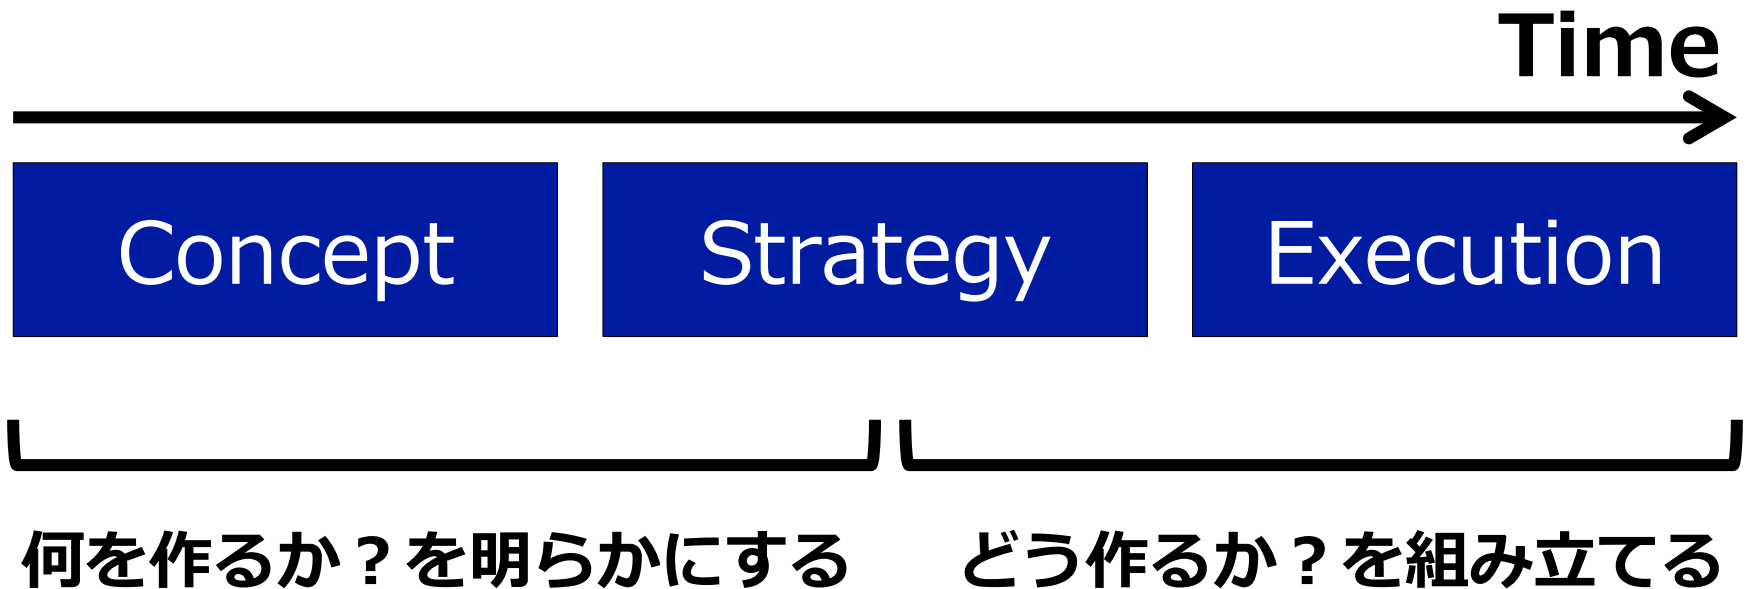 Time
Concept
Strategy
Execution
何を作るか？を明らかにする
どう作るか？を組み立てる